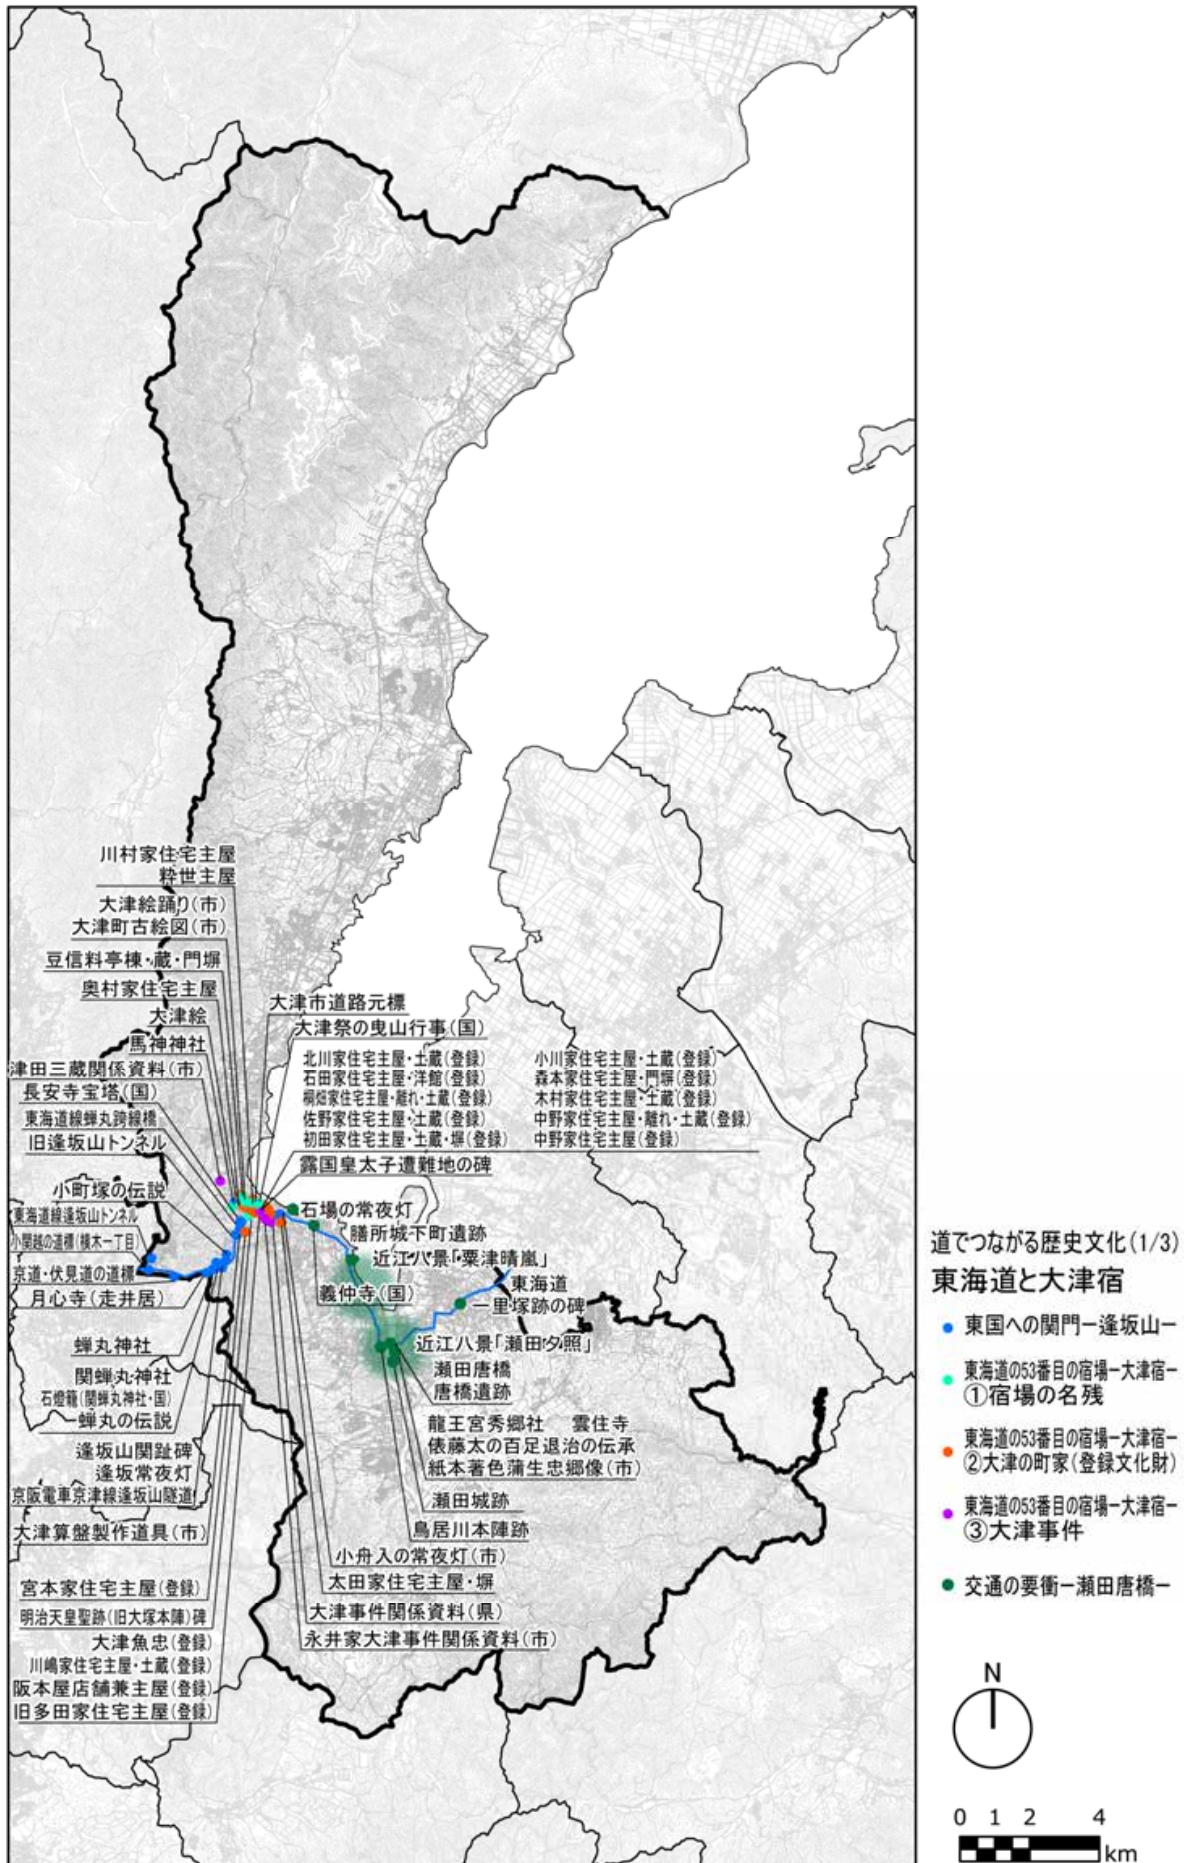 川村家住宅主屋
粋世主屋
大津絵踊り(市)
大津町古絵図(市)
豆信料亭棟・蔵・門塀
奥村家住宅主屋
大津絵
馬神神社
津田三蔵関係資料(市)
長安寺宝塔(国)
東海道線蝉丸跨線橋
旧逢坂山トンネル
小町塚の伝説
東海道線逢坂山トンネル
小関越の道標(横木一丁目)
京道・伏見道の道標
月心寺(走井居)
蝉丸神社
関蝉丸神社
石燈籠(関蝉丸神社・国)
蝉丸の伝説
逢坂山関趾碑
逢坂常夜灯
京阪電車京津線逢坂山隧道
大津算盤製作道具(市)
宮本家住宅主屋(登録)
明治天皇聖跡(旧大塚本陣)碑
大津魚忠(登録)
川嶋家住宅主屋・土蔵(登録)
阪本屋店舗兼主屋(登録)
旧多田家住宅主屋(登録)
大津市道路元標
大津祭の曳山行事(国)
北川家住宅主屋・土蔵(登録)
石田家住宅主屋・洋館(登録)
桐畑家住宅主屋・離れ・土蔵(登録)
佐野家住宅主屋・土蔵(登録)
初田家住宅主屋・土蔵・塀(登録)
小川家住宅主屋・土蔵(登録)
森本家住宅主屋・門塀(登録)
木村家住宅主屋・土蔵(登録)
中野家住宅主屋・離れ・土蔵(登録)
中野家住宅主屋(登録)
露国皇太子遭難地の碑
石場の常夜灯
膳所城下町遺跡
近江八景「粟津晴嵐」
義仲寺(国)
東海道
一里塚跡の碑
近江八景「瀬田夕照」
瀬田唐橋
唐橋遺跡
龍王宮秀郷社 雲住寺
俵藤太の百足退治の伝承
紙本著色蒲生忠郷像(市)
瀬田城跡
鳥居川本陣跡
小舟入の常夜灯(市)
太田家住宅主屋・塀
大津事件関係資料(県)
永井家大津事件関係資料(市)
道でつながる歴史文化(1/3)
東海道と大津宿
東国への関門ー逢坂山ー
東海道の53番目の宿場ー大津宿ー
①宿場の名残
東海道の53番目の宿場ー大津宿ー
②大津の町家(登録文化財)
東海道の53番目の宿場ー大津宿ー
③大津事件
交通の要衝ー瀬田唐橋ー
N
0 1 2 4
km